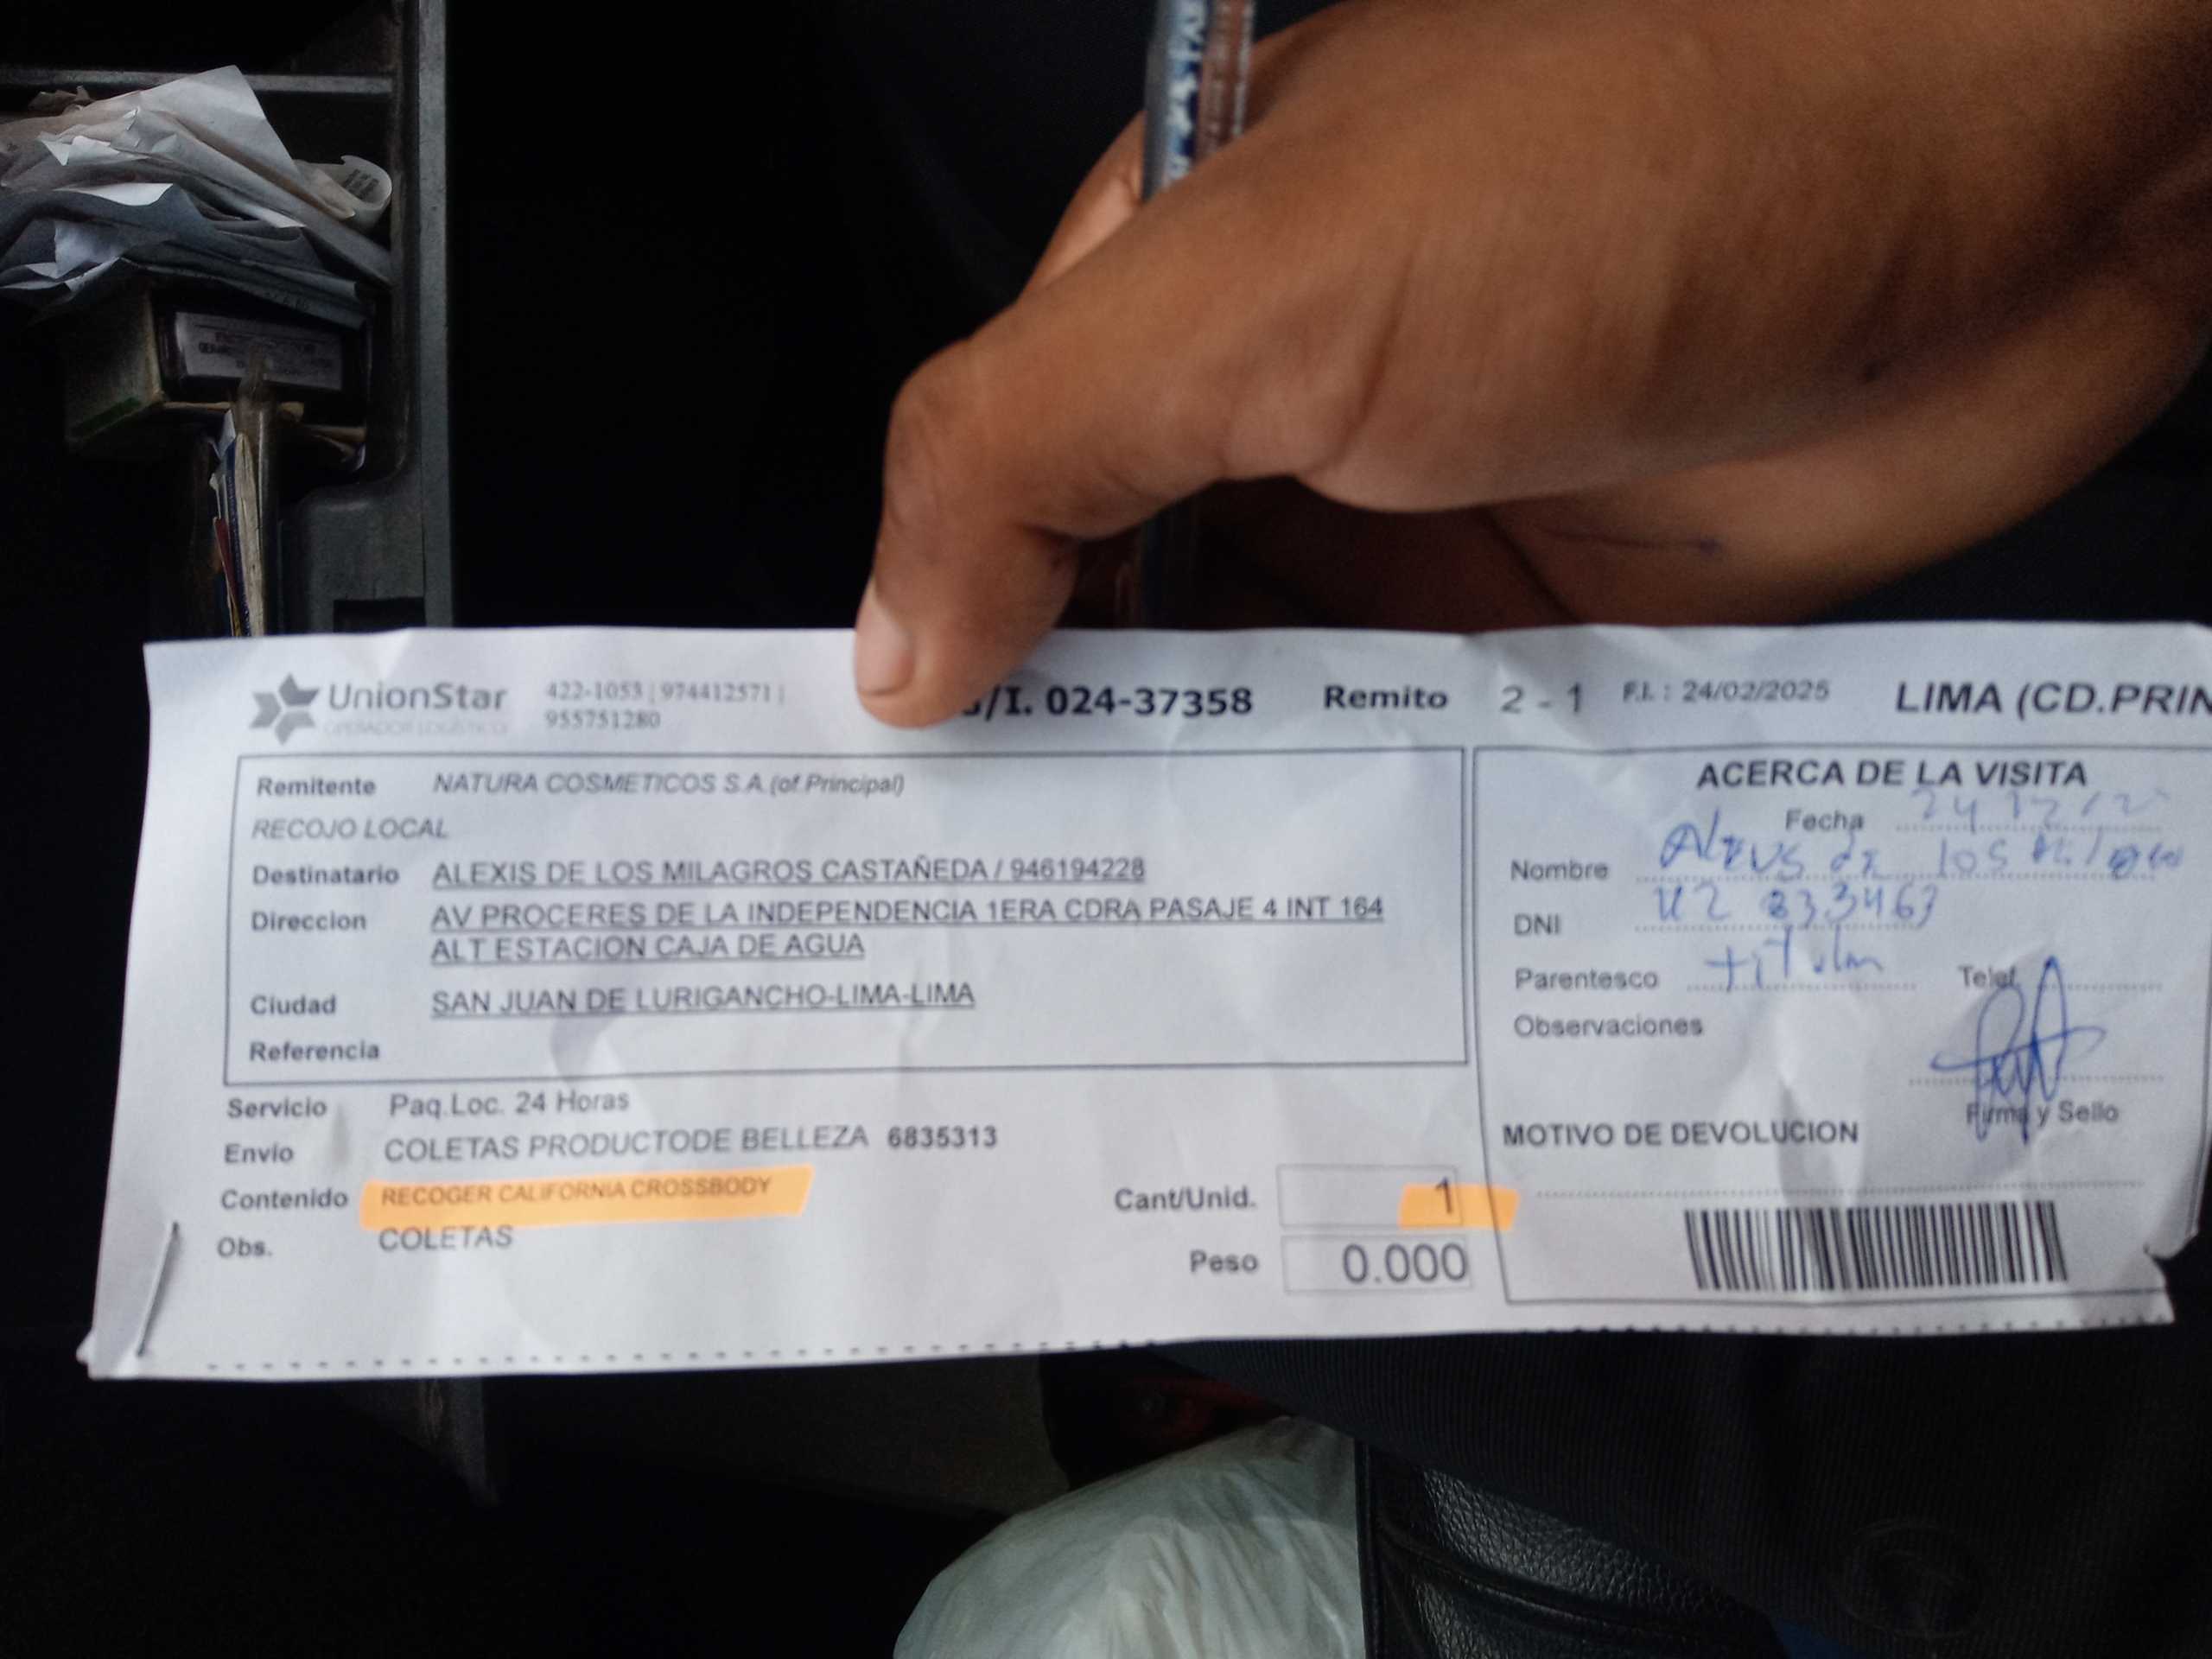 UnionStar
OPERADOR LOGÍSTICO
422-1053 | 974412571 |
955751280
/I. 024-37358 Remito 2 - 1 F.I. : 24/02/2025 LIMA (CD.PRIN
Remitente NATURA COSMETICOS S.A.(of.Principal)
RECOJO LOCAL
Destinatario ALEXIS DE LOS MILAGROS CASTAÑEDA / 946194228
Direccion AV PROCERES DE LA INDEPENDENCIA 1ERA CDRA PASAJE 4 INT 164
ALT ESTACION CAJA DE AGUA
Ciudad SAN JUAN DE LURIGANCHO-LIMA-LIMA
Referencia
Servicio Paq.Loc. 24 Horas
Envio COLETAS PRODUCTODE BELLEZA 6835313
Contenido RECOGER CALIFORNIA CROSSBODY
Cant/Unid. 1
Obs. COLETAS
Peso 0.000
ACERCA DE LA VISITA
Fecha
Nombre de los
DNI
Parentesco titular Telef.
Observaciones
Firma y Sello
MOTIVO DE DEVOLUCION